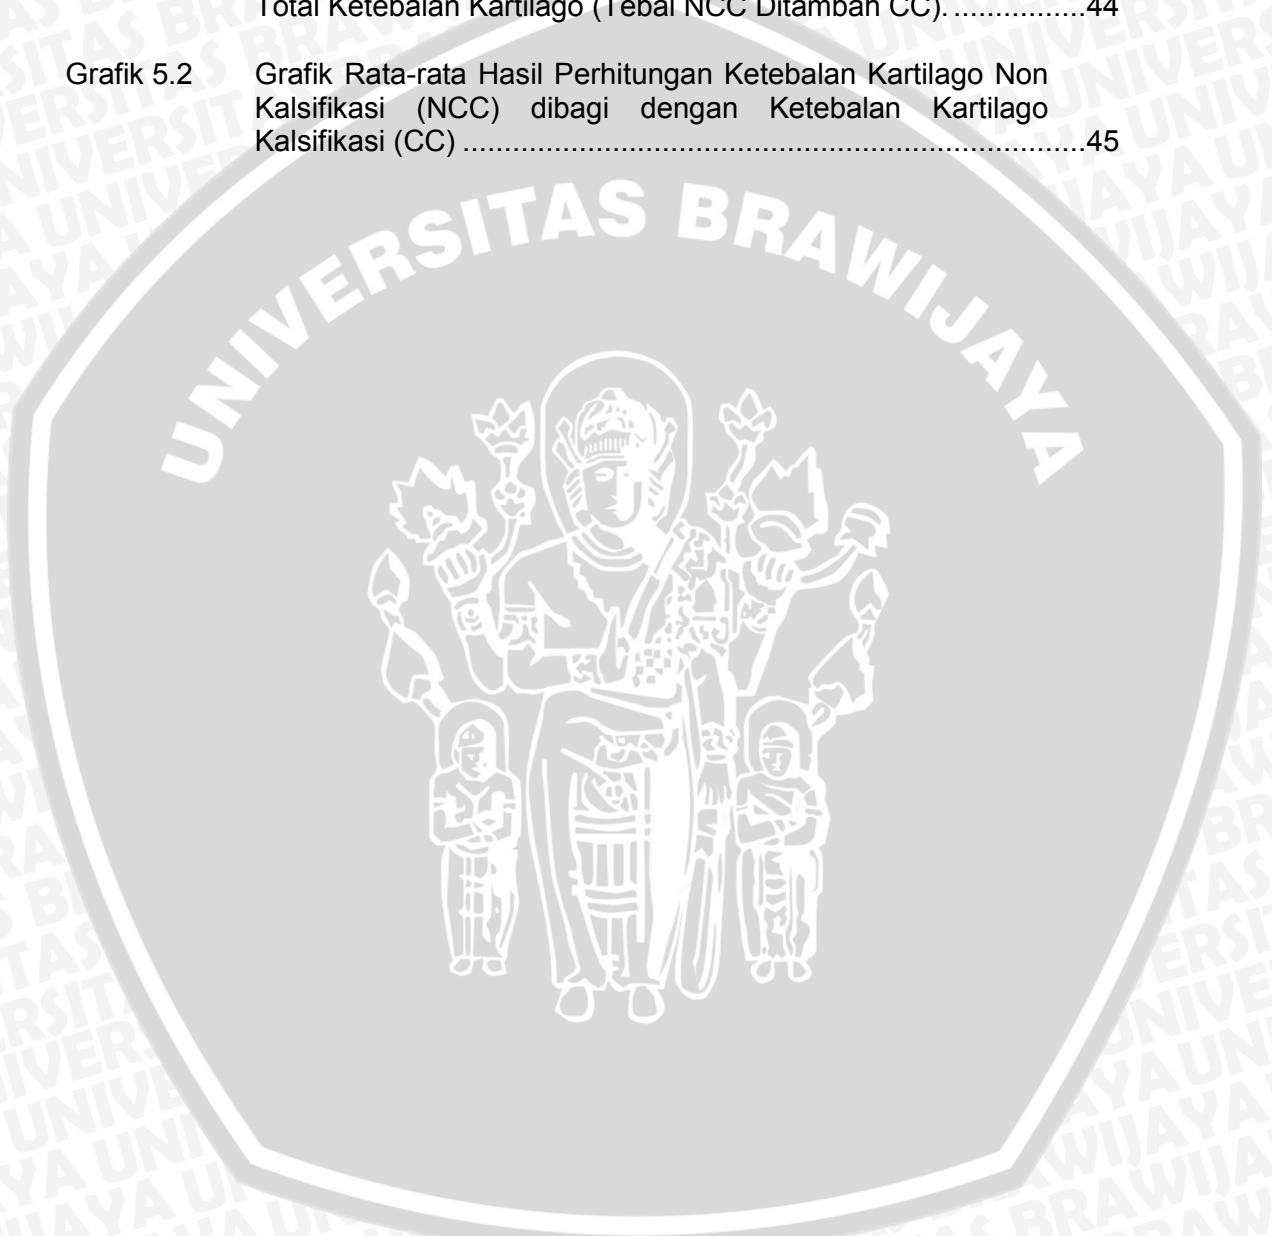 Total Ketebalan Kartilago (Tebal NCC Ditambah CC). ................44
Grafik 5.2 Grafik Rata-rata Hasil Perhitungan Ketebalan Kartilago Non
Kalsifikasi (NCC) dibagi dengan Ketebalan Kartilago
Kalsifikasi (CC) ............................................................................45
UNIVERSITAS BRAWIJAYA